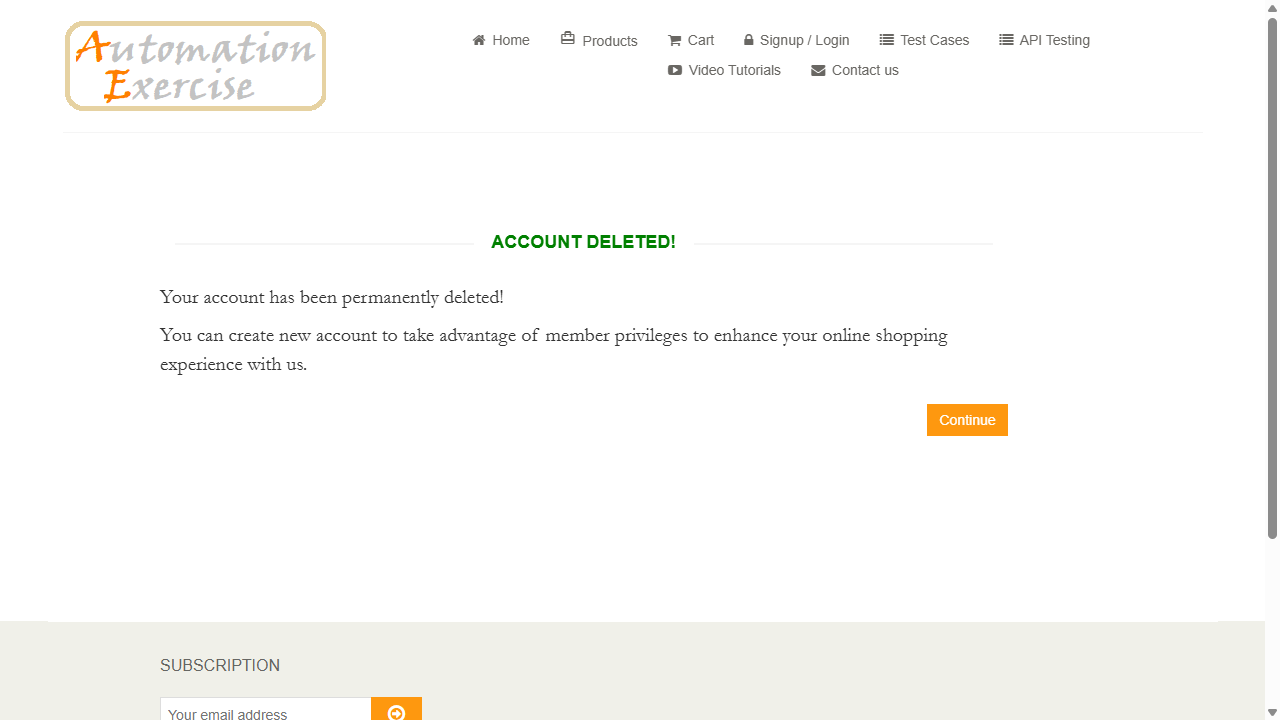 Automation
Exercise
Home
Products
Cart
Signup / Login
Test Cases
API Testing
Video Tutorials
Contact us
ACCOUNT DELETED!
Your account has been permanently deleted!
You can create new account to take advantage of member privileges to enhance your online shopping
experience with us.
Continue
SUBSCRIPTION
Your email address